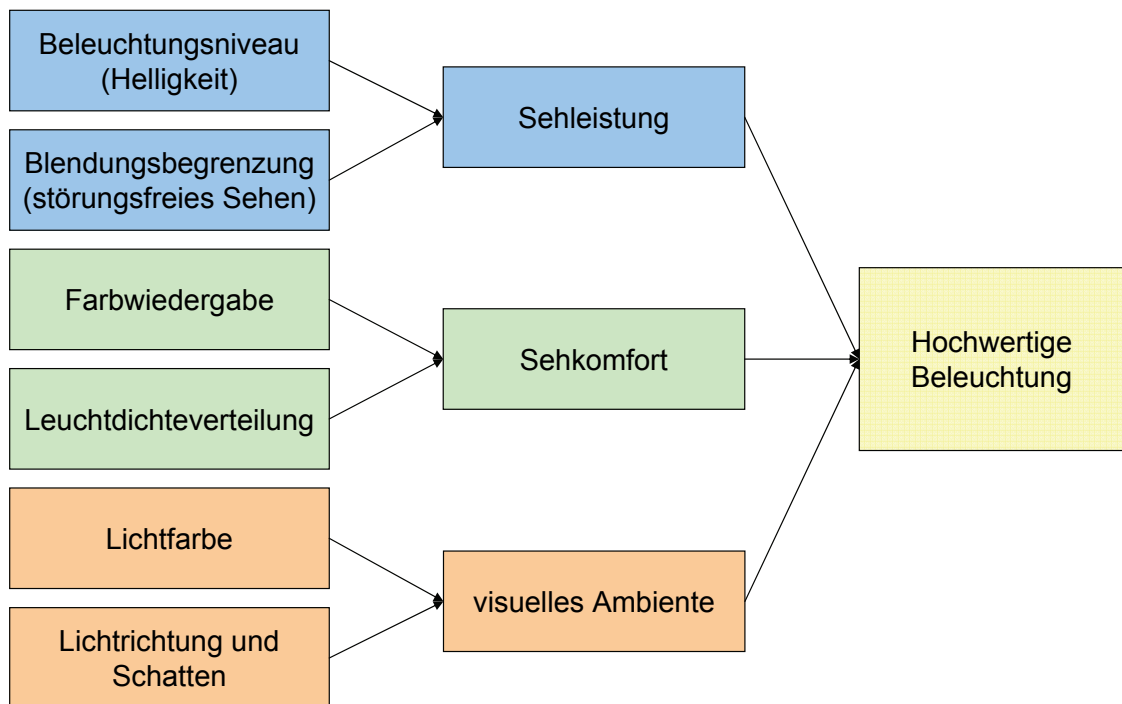 Beleuchtungsniveau
(Helligkeit)
Blendungsbegrenzung
(störungsfreies Sehen)
Farbwiedergabe
Leuchtdichteverteilung
Lichtfarbe
Lichtrichtung und
Schatten
Sehleistung
Sehkomfort
visuelles Ambiente
Hochwertige
Beleuchtung